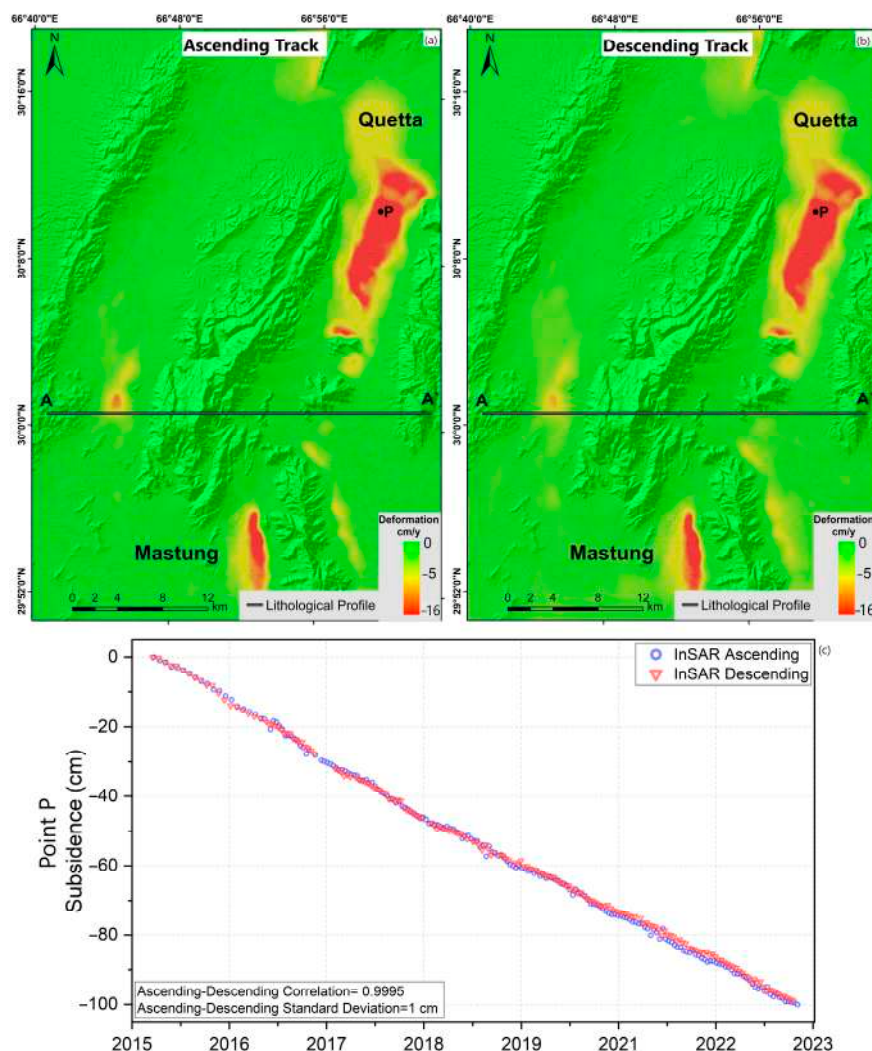 66°40'0"E 66°48'0"E 66°56'0"E
N
Ascending Track
(a)
30°16'0"N
Quetta
P
30°8'0"N
A
A'
30°0'0"N
Mastung
29°52'0"N
Deformation
cm/y
0
-5
-16
0 2 4 8 12
km
Lithological Profile
66°40'0"E 66°48'0"E 66°56'0"E
N
Descending Track
(b)
30°16'0"N
Quetta
P
30°8'0"N
A
A'
30°0'0"N
Mastung
29°52'0"N
Deformation
cm/y
0
-5
-16
0 2 4 8 12
km
Lithological Profile
(c)
InSAR Ascending
InSAR Descending
Point P
Subsidence (cm)
0
−20
−40
−60
−80
−100
Ascending-Descending Correlation= 0.9995
Ascending-Descending Standard Deviation=1 cm
2015 2016 2017 2018 2019 2021 2022 2023